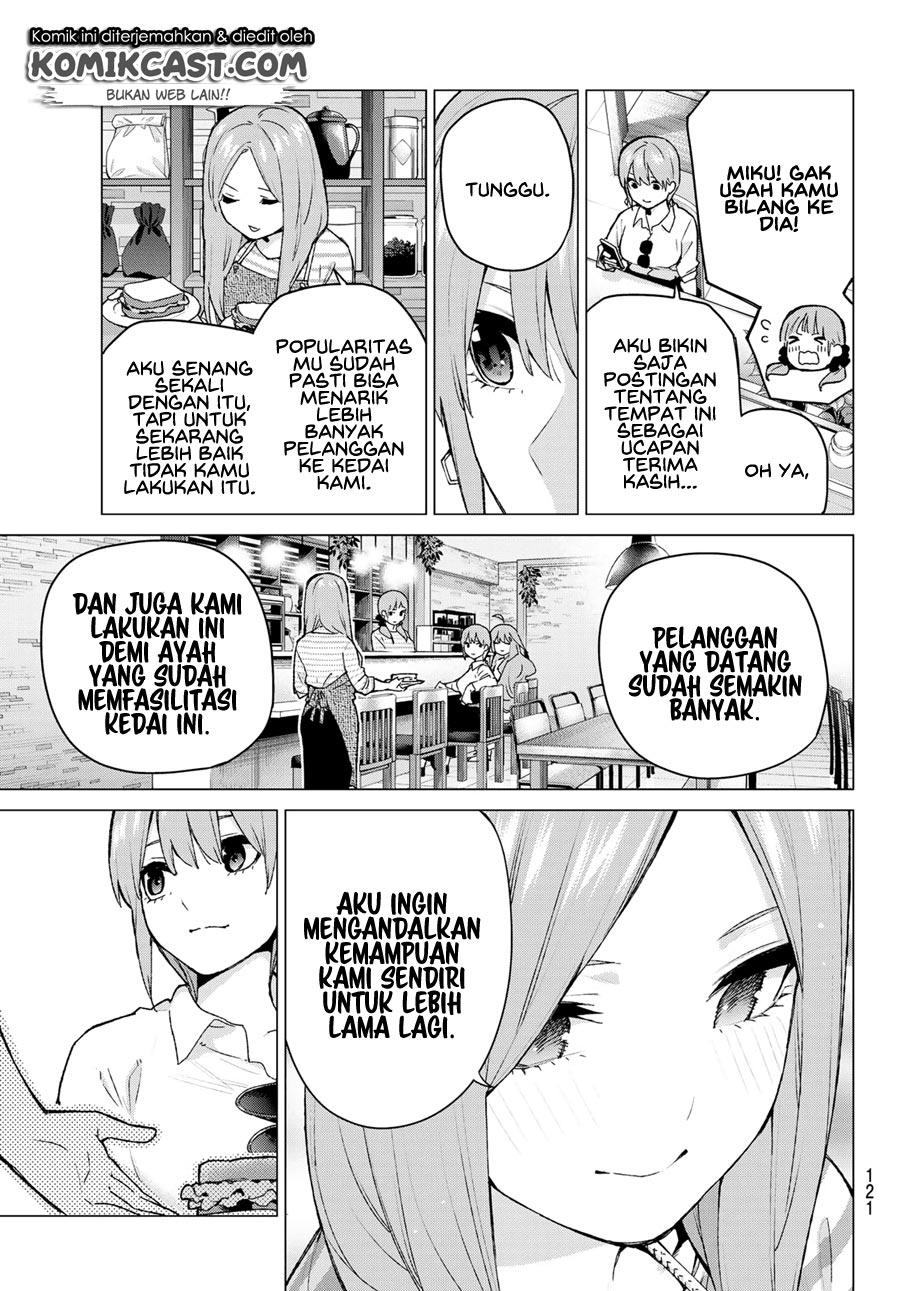 Komik ini diterjemahkan & diedit oleh
KOMIKCAST.COM
BUKAN WEB LAIN!!
MIKU! GAK
USAH KAMU
BILANG KE
DIA!
OH YA,
AKU BIKIN
SAJA
POSTINGAN
TENTANG
TEMPAT INI
SEBAGAI
UCAPAN
TERIMA
KASIH...
TUNGGU.
POPULARITAS
MU SUDAH
PASTI BISA
MENARIK
LEBIH
BANYAK
PELANGGAN
KE KEDAI
KAMI.
AKU SENANG
SEKALI
DENGAN ITU,
TAPI UNTUK
SEKARANG
LEBIH BAIK
TIDAK KAMU
LAKUKAN ITU.
PELANGGAN
YANG DATANG
SUDAH SEMAKIN
BANYAK.
DAN JUGA KAMI
LAKUKAN INI
DEMI AYAH
YANG SUDAH
MEMFASILITASI
KEDAI INI.
AKU INGIN
MENGANDALKAN
KEMAMPUAN
KAMI SENDIRI
UNTUK LEBIH
LAMA LAGI.
121